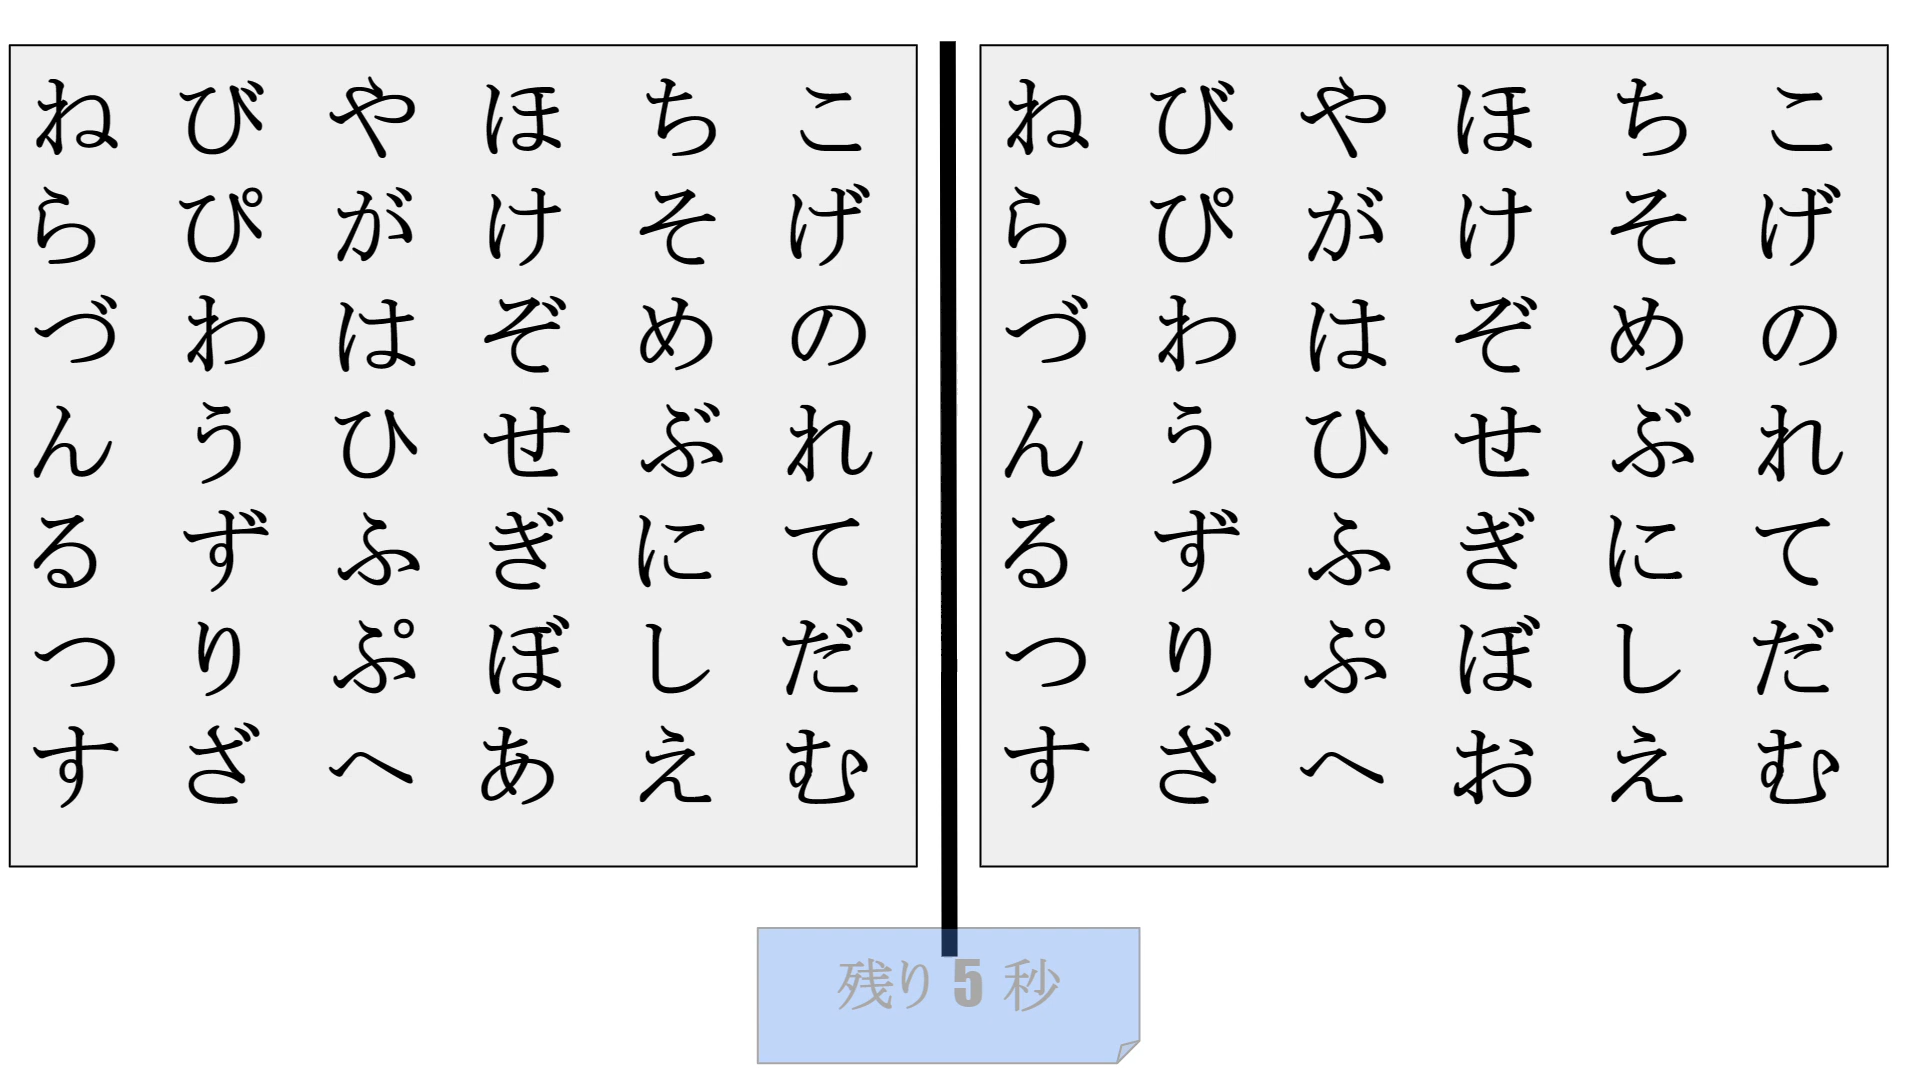 ね び や ほ ち こ
ら ぴ が け そ げ
づ わ は ぞ め の
ん う ひ せ ぶ れ
る ず ふ ぎ に て
つ り ぷ ぼ し だ
す ざ へ あ え む
ね び や ほ ち こ
ら ぴ が け そ げ
づ わ は ぞ め の
ん う ひ せ ぶ れ
る ず ふ ぎ に て
つ り ぷ ぼ し だ
す ざ へ お え む
残り 5 秒